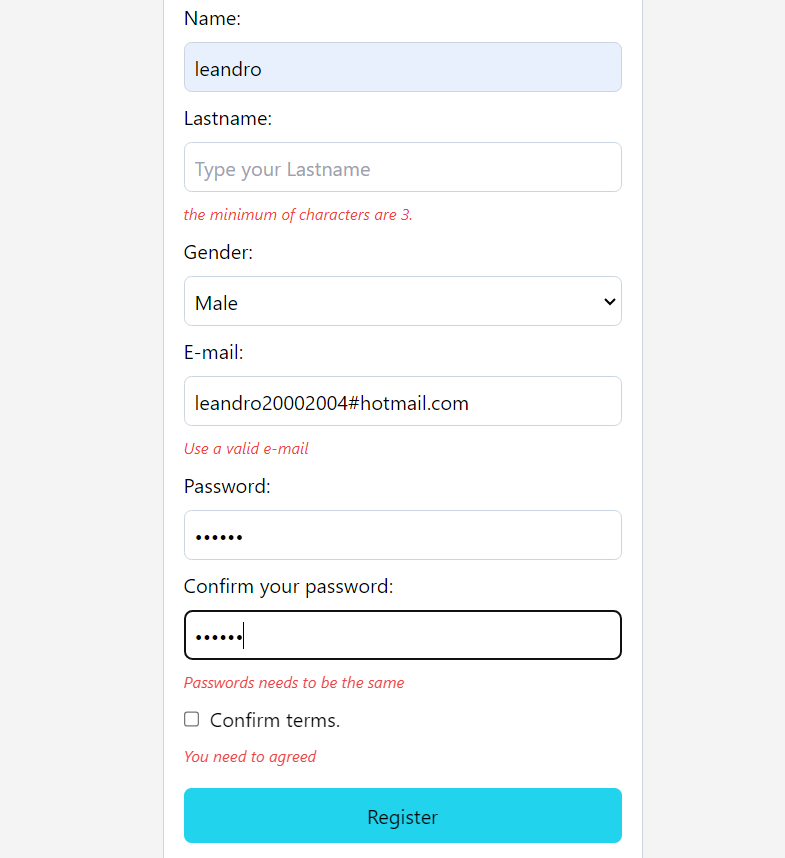 Name:
leandro
Lastname:
Type your Lastname
the minimum of characters are 3.
Gender:
Male
E-mail:
leandro20002004#hotmail.com
Use a valid e-mail
Password:
••••••
Confirm your password:
••••••
Passwords needs to be the same
Confirm terms.
You need to agreed
Register